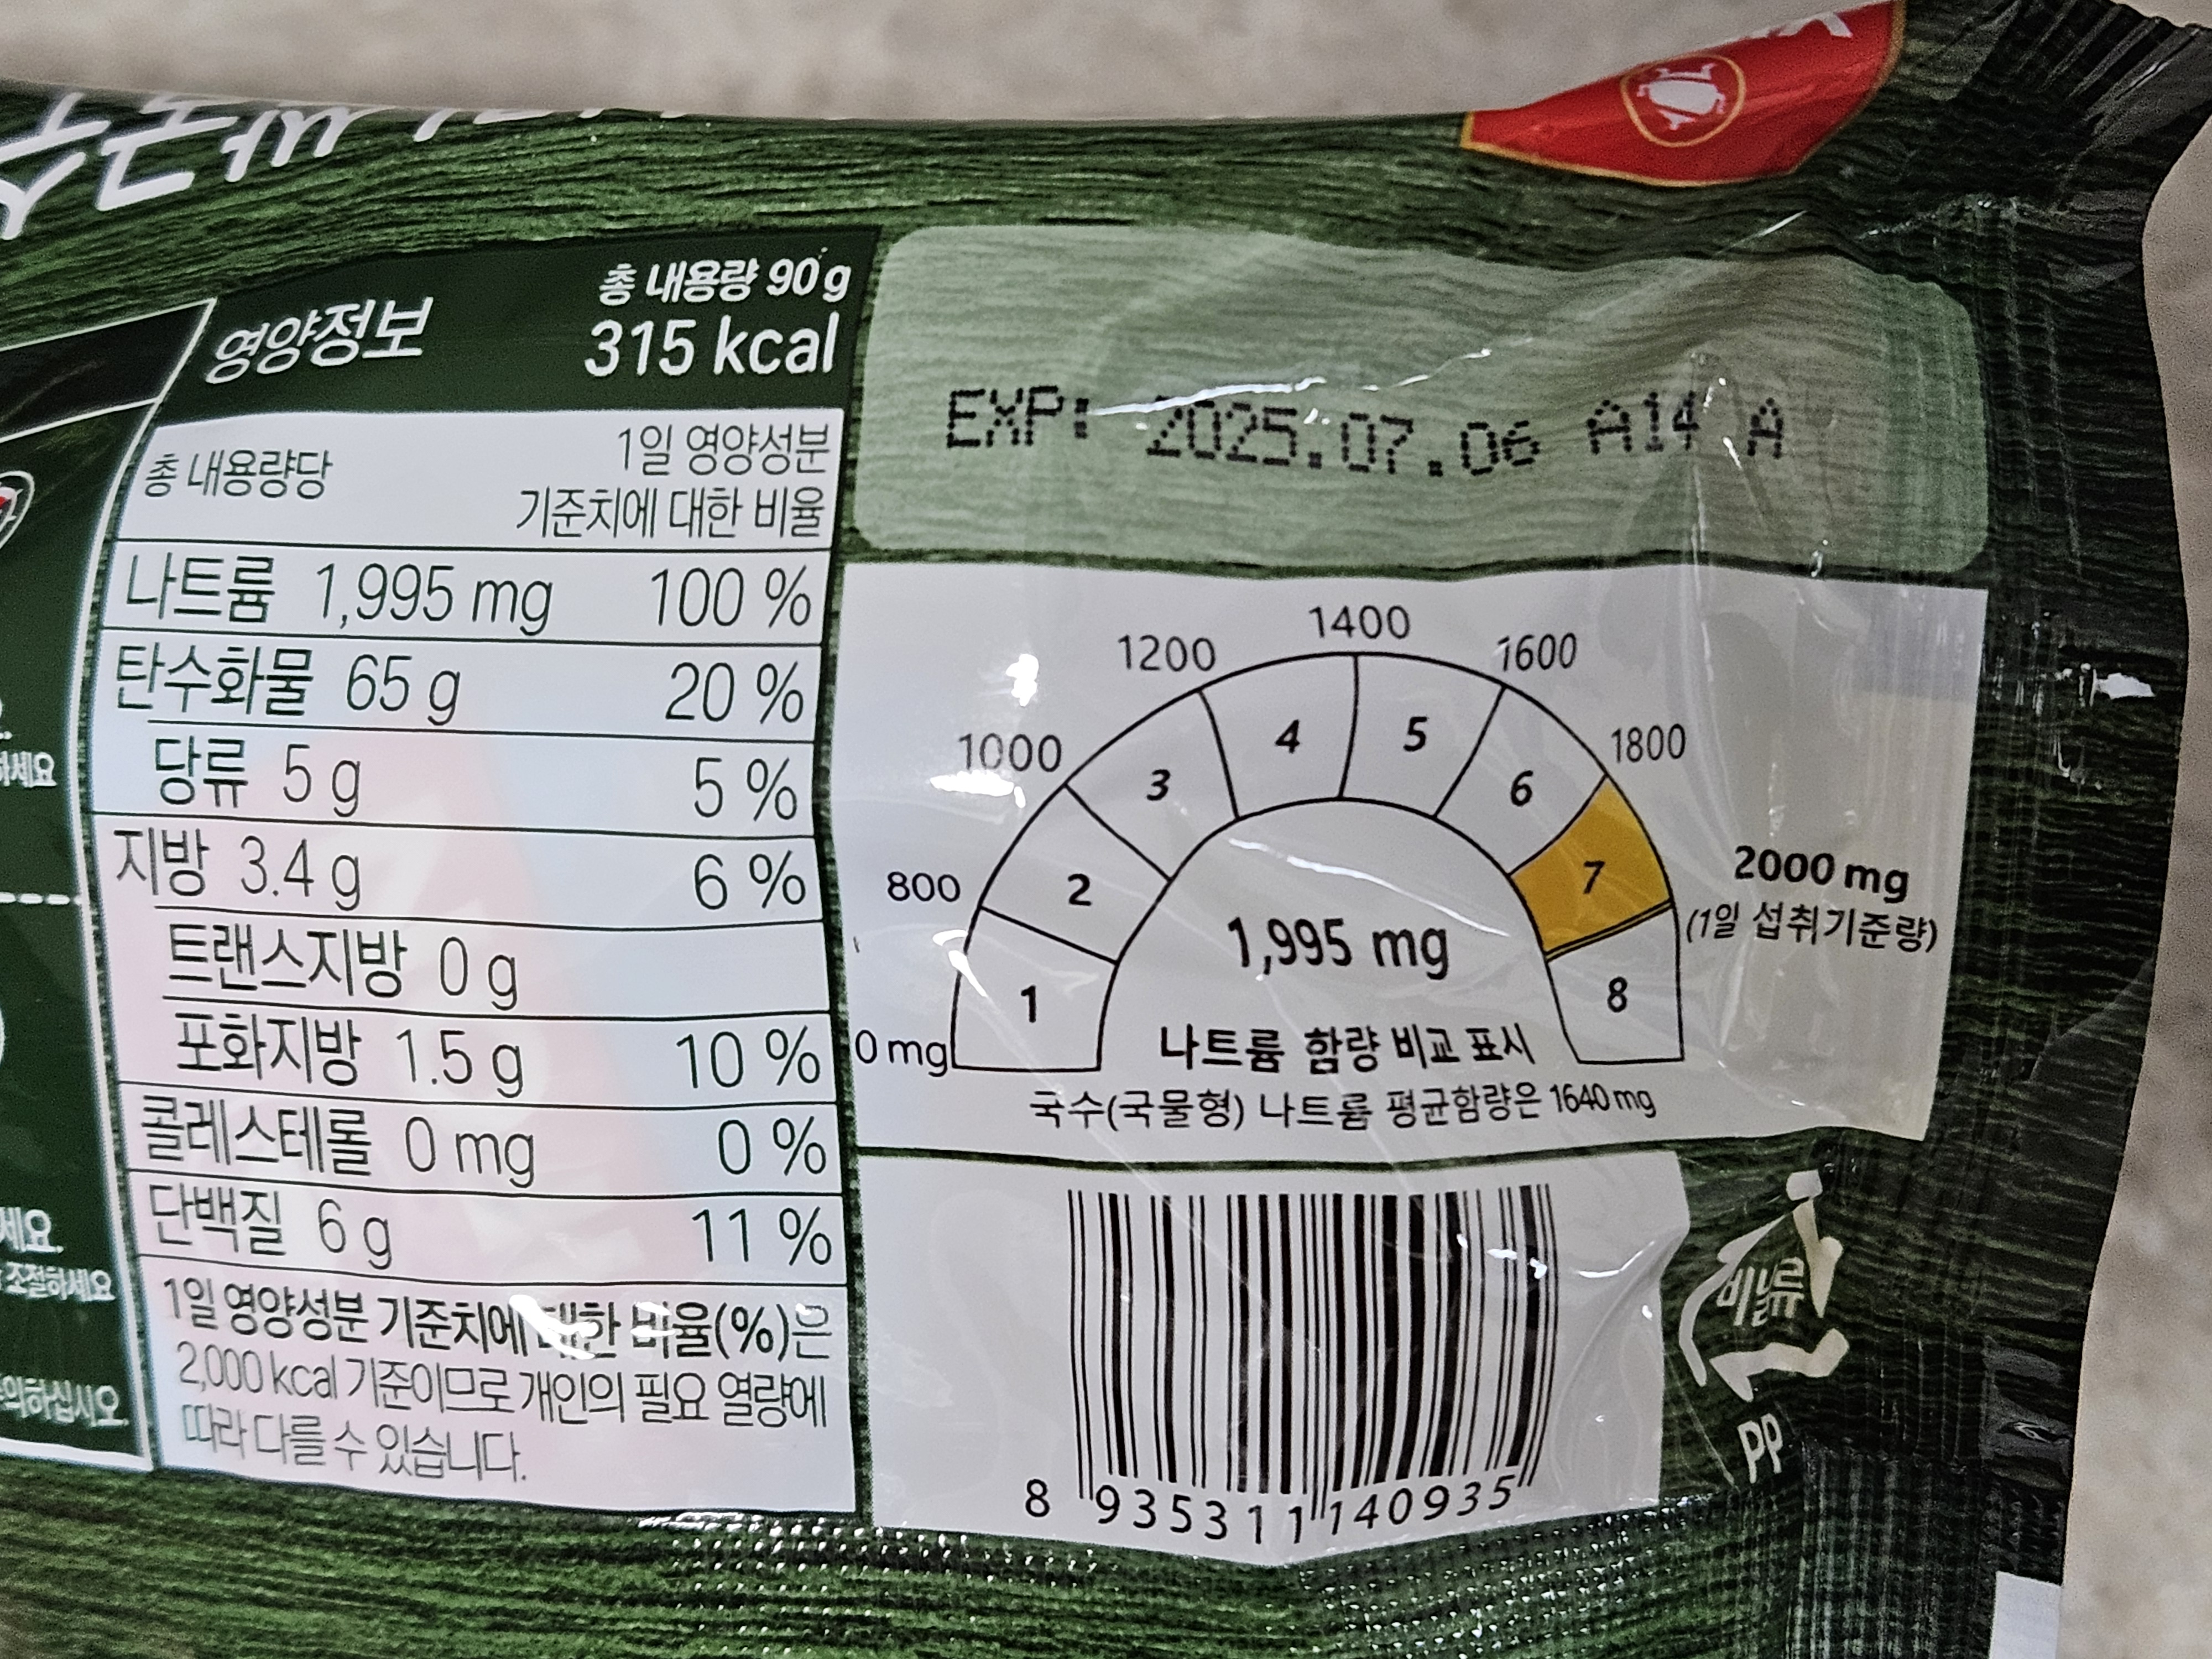 영양정보
총 내용량 90 g
315 kcal
총 내용량당
1일 영양성분
기준치에 대한 비율
나트륨 1,995 mg 100 %
탄수화물 65 g 20 %
당류 5 g 5 %
지방 3.4 g 6 %
트랜스지방 0 g
포화지방 1.5 g 10 %
콜레스테롤 0 mg 0 %
단백질 6 g 11 %
1일 영양성분 기준치에 대한 비율(%)은
2,000 kcal 기준이므로 개인의 필요 열량에
따라 다를 수 있습니다.
세요.
조절하세요
EXP: 2025.07.06 A14 A
0 mg
800
1000
1200
1400
1600
1800
2000 mg
(1일 섭취기준량)
1
2
3
4
5
6
7
8
1,995 mg
나트륨 함량 비교 표시
국수(국물형) 나트륨 평균함량은 1640 mg
8 935311 140935
비닐류
PP